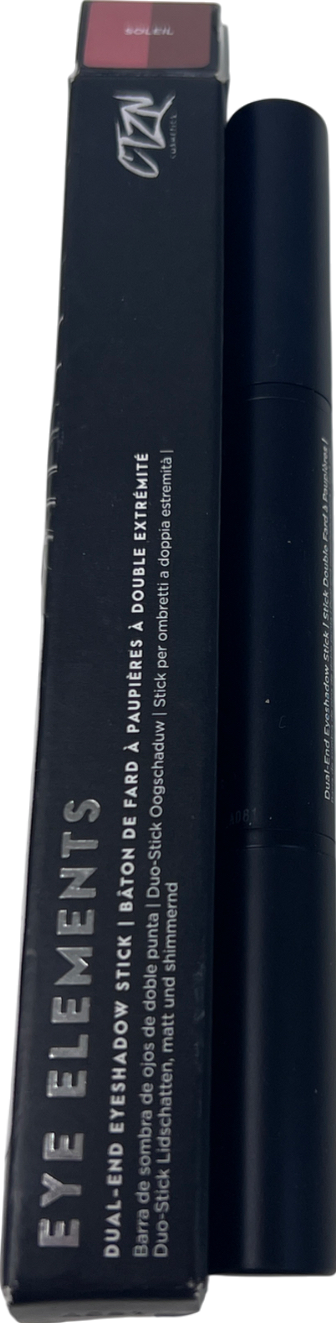 SOLEIL
CTZN
COSMETICS
EYE ELEMENTS
DUAL-END EYESHADOW STICK | BÂTON DE FARD À PAUPIÈRES À DOUBLE EXTRÉMITÉ
Barra de sombra de ojos de doble punta | Duo-Stick Oogschaduw | Stick per ombretti a doppia estremità |
Duo-Stick Lidschatten, matt und shimmernd
Dual-End Eyeshadow Stick | Stick Double Fard à Paupières |